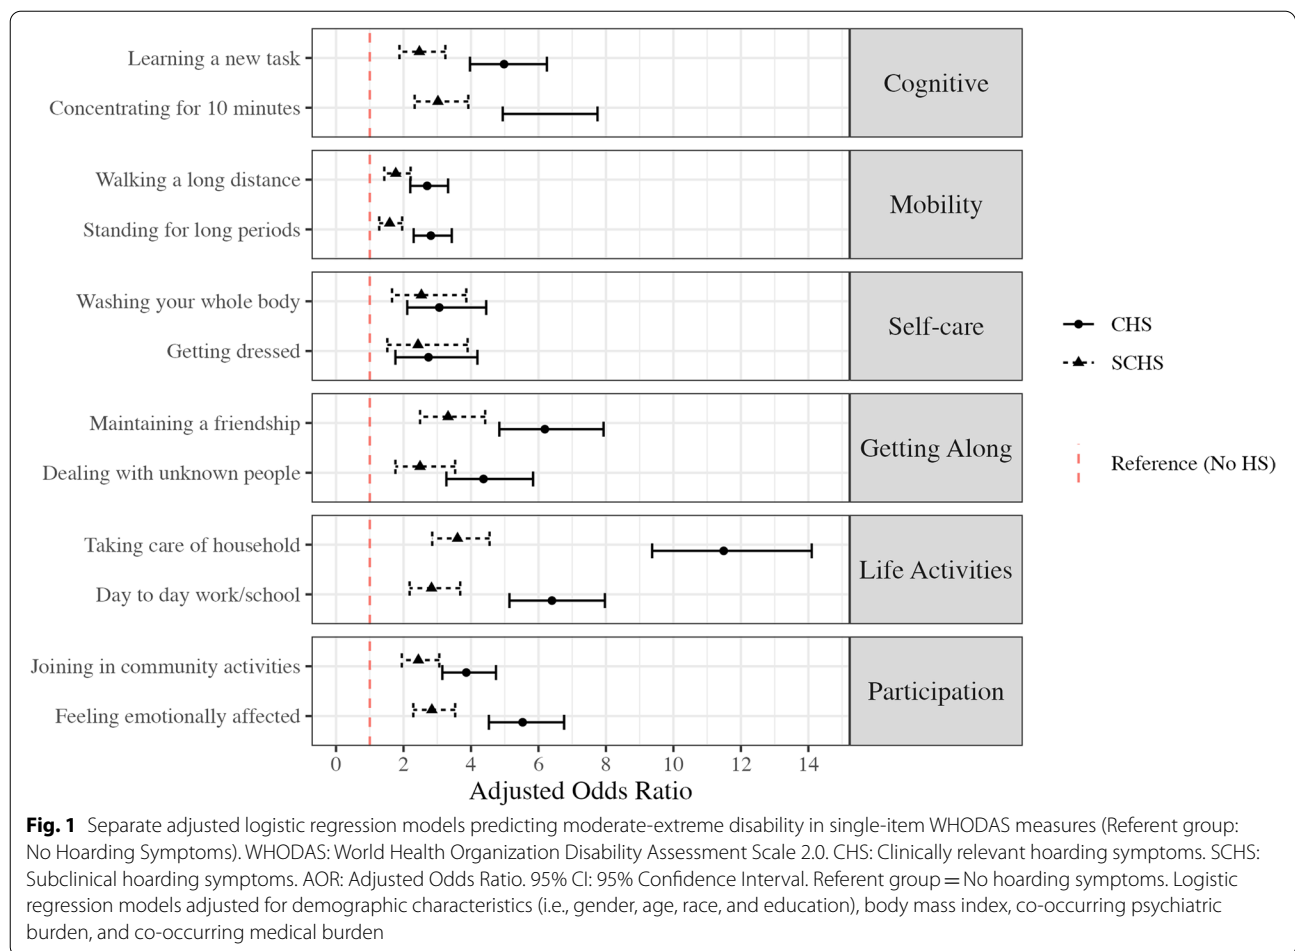 Learning a new task
Concentrating for 10 minutes
Cognitive
Walking a long distance
Standing for long periods
Mobility
Washing your whole body
Getting dressed
Self-care
Maintaining a friendship
Dealing with unknown people
Getting Along
Taking care of household
Day to day work/school
Life Activities
Joining in community activities
Feeling emotionally affected
Participation
0 2 4 6 8 10 12 14
Adjusted Odds Ratio
CHS
SCHS
Reference (No HS)
Fig. 1 Separate adjusted logistic regression models predicting moderate-extreme disability in single-item WHODAS measures (Referent group:
No Hoarding Symptoms). WHODAS: World Health Organization Disability Assessment Scale 2.0. CHS: Clinically relevant hoarding symptoms. SCHS:
Subclinical hoarding symptoms. AOR: Adjusted Odds Ratio. 95% CI: 95% Confidence Interval. Referent group = No hoarding symptoms. Logistic
regression models adjusted for demographic characteristics (i.e., gender, age, race, and education), body mass index, co-occurring psychiatric
burden, and co-occurring medical burden